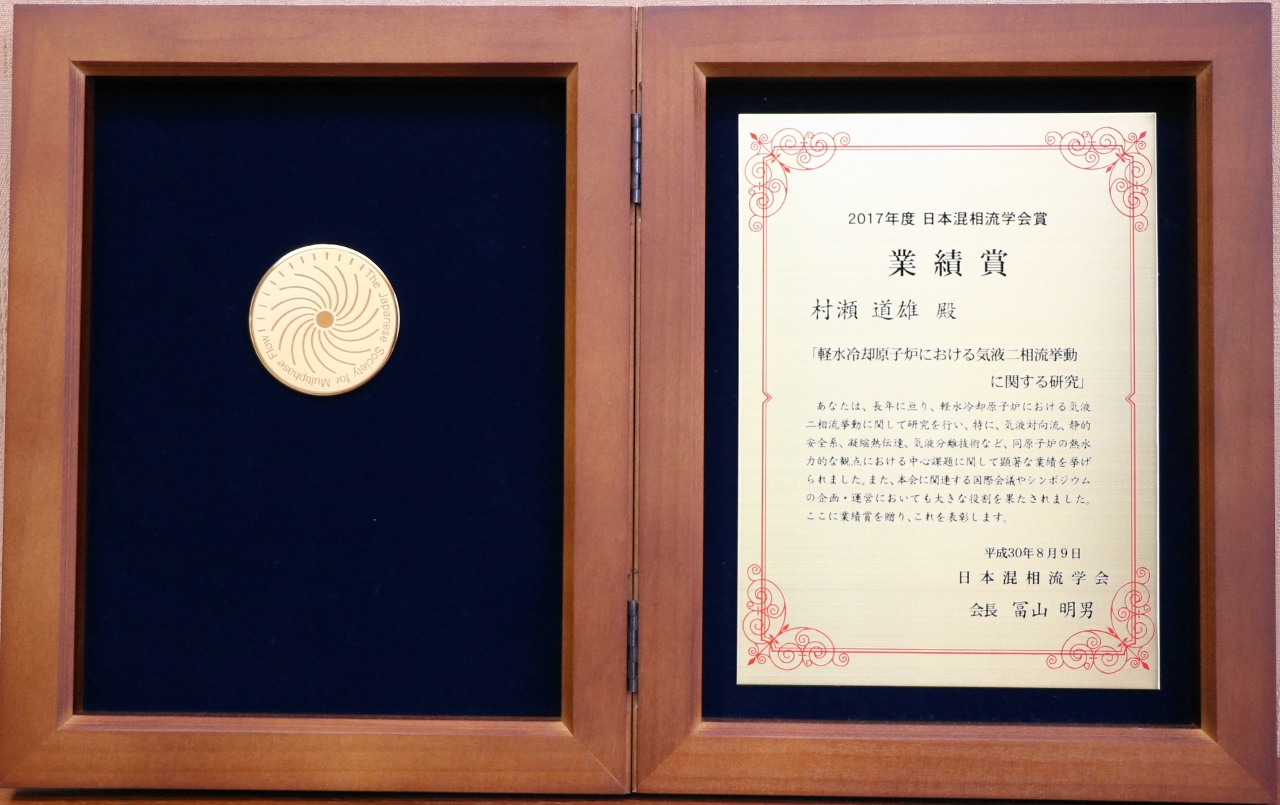 The Japanese Society for Multiphase Flow
2017年度 日本混相流学会賞
業績賞
村瀬 道雄 殿
「軽水冷却原子炉における気液二相流挙動
に関する研究」
あなたは、長年に亘り、軽水冷却原子炉における気液
二相流挙動に関して研究を行い、特に、気液対向流、静的
安全系、凝縮熱伝達、気液分離技術など、同原子炉の熱水
力的な観点における中心課題に関して顕著な業績を挙げ
られました。また、本会に関連する国際会議やシンポジウム
の企画・運営においても大きな役割を果たされました。
ここに業績賞を贈り、これを表彰します。
平成30年8月9日
日本混相流学会
会長 冨山 明男